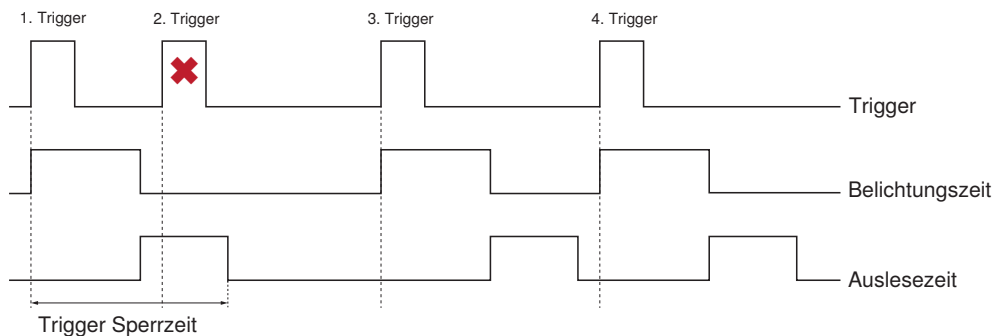 1. Trigger
2. Trigger
3. Trigger
4. Trigger
Trigger
Belichtungszeit
Auslesezeit
Trigger Sperrzeit